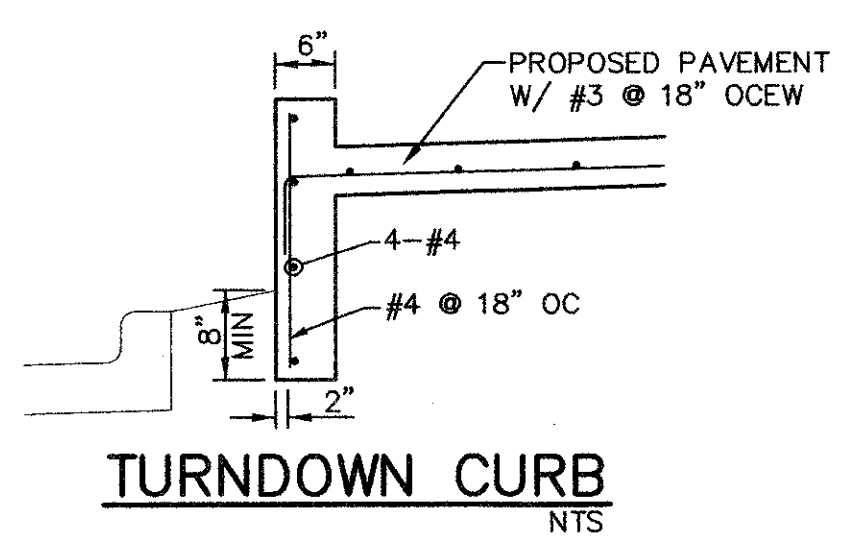 6"
PROPOSED PAVEMENT
W/ #3 @ 18" OCEW
4-#4
#4 @ 18" OC
8"
MIN
2"
TURNDOWN CURB
NTS